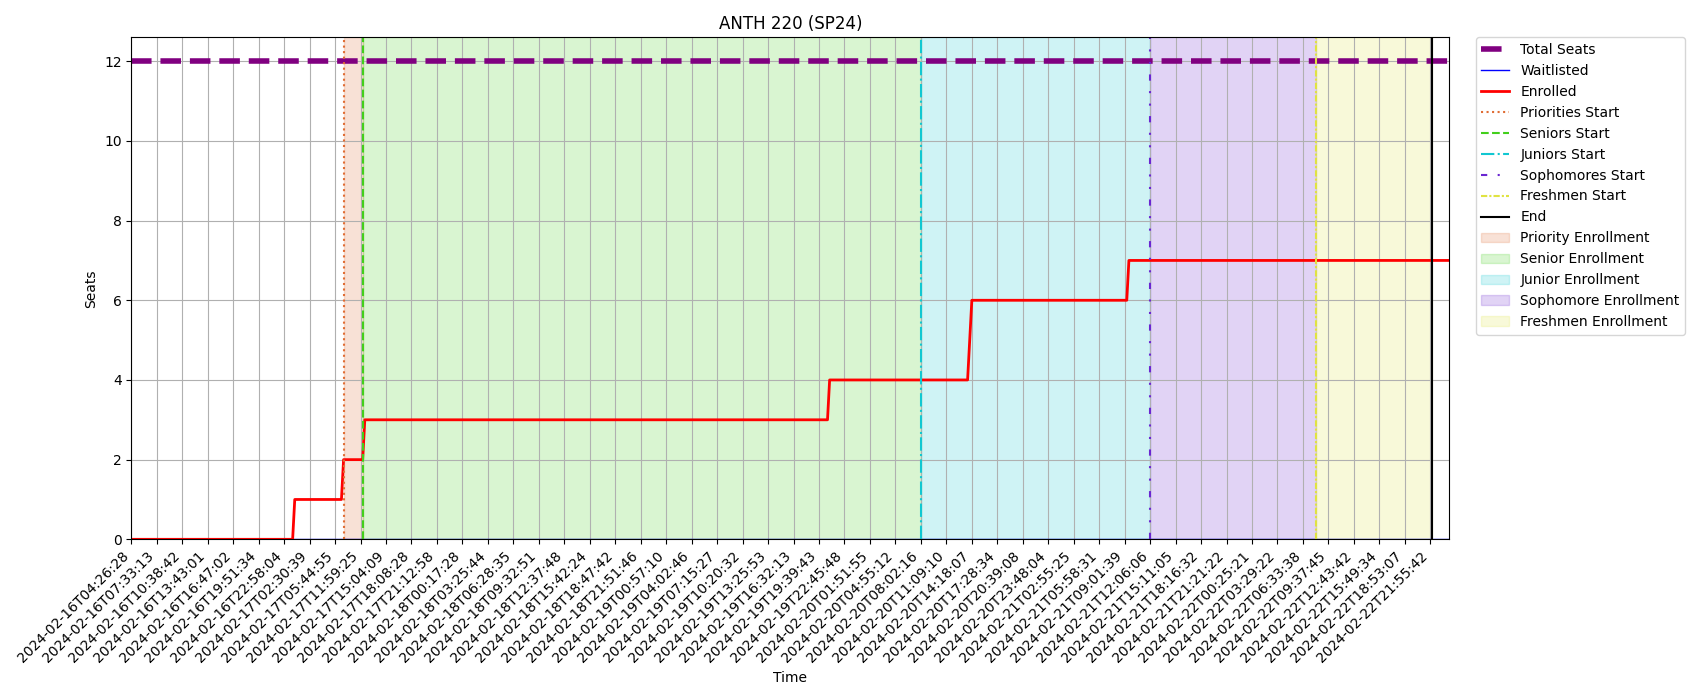 ANTH 220 (SP24)
Seats
12
10
8
6
4
2
0
2024-02-16T04:26:28
2024-02-16T07:33:13
2024-02-16T10:38:42
2024-02-16T13:43:01
2024-02-16T16:47:02
2024-02-16T19:51:34
2024-02-16T22:58:04
2024-02-17T02:30:39
2024-02-17T05:44:55
2024-02-17T11:59:23
2024-02-17T15:04:09
2024-02-17T18:08:28
2024-02-17T21:12:58
2024-02-18T00:17:28
2024-02-18T03:25:44
2024-02-18T06:28:35
2024-02-18T09:32:51
2024-02-18T12:37:48
2024-02-18T15:42:24
2024-02-18T18:47:42
2024-02-18T21:51:46
2024-02-19T00:57:10
2024-02-19T04:02:46
2024-02-19T07:15:27
2024-02-19T10:20:32
2024-02-19T13:25:53
2024-02-19T16:32:13
2024-02-19T19:39:43
2024-02-19T22:45:48
2024-02-20T01:51:55
2024-02-20T04:55:12
2024-02-20T08:02:16
2024-02-20T11:09:10
2024-02-20T14:18:07
2024-02-20T17:28:34
2024-02-20T20:39:08
2024-02-20T23:48:04
2024-02-21T02:55:23
2024-02-21T05:58:31
2024-02-21T09:01:39
2024-02-21T12:06:06
2024-02-21T15:11:05
2024-02-21T18:16:32
2024-02-21T21:21:22
2024-02-22T00:25:21
2024-02-22T03:29:22
2024-02-22T06:33:38
2024-02-22T09:37:45
2024-02-22T12:43:42
2024-02-22T15:49:34
2024-02-22T18:53:07
2024-02-22T21:55:42
Time
Total Seats
Waitlisted
Enrolled
Priorities Start
Seniors Start
Juniors Start
Sophomores Start
Freshmen Start
End
Priority Enrollment
Senior Enrollment
Junior Enrollment
Sophomore Enrollment
Freshmen Enrollment